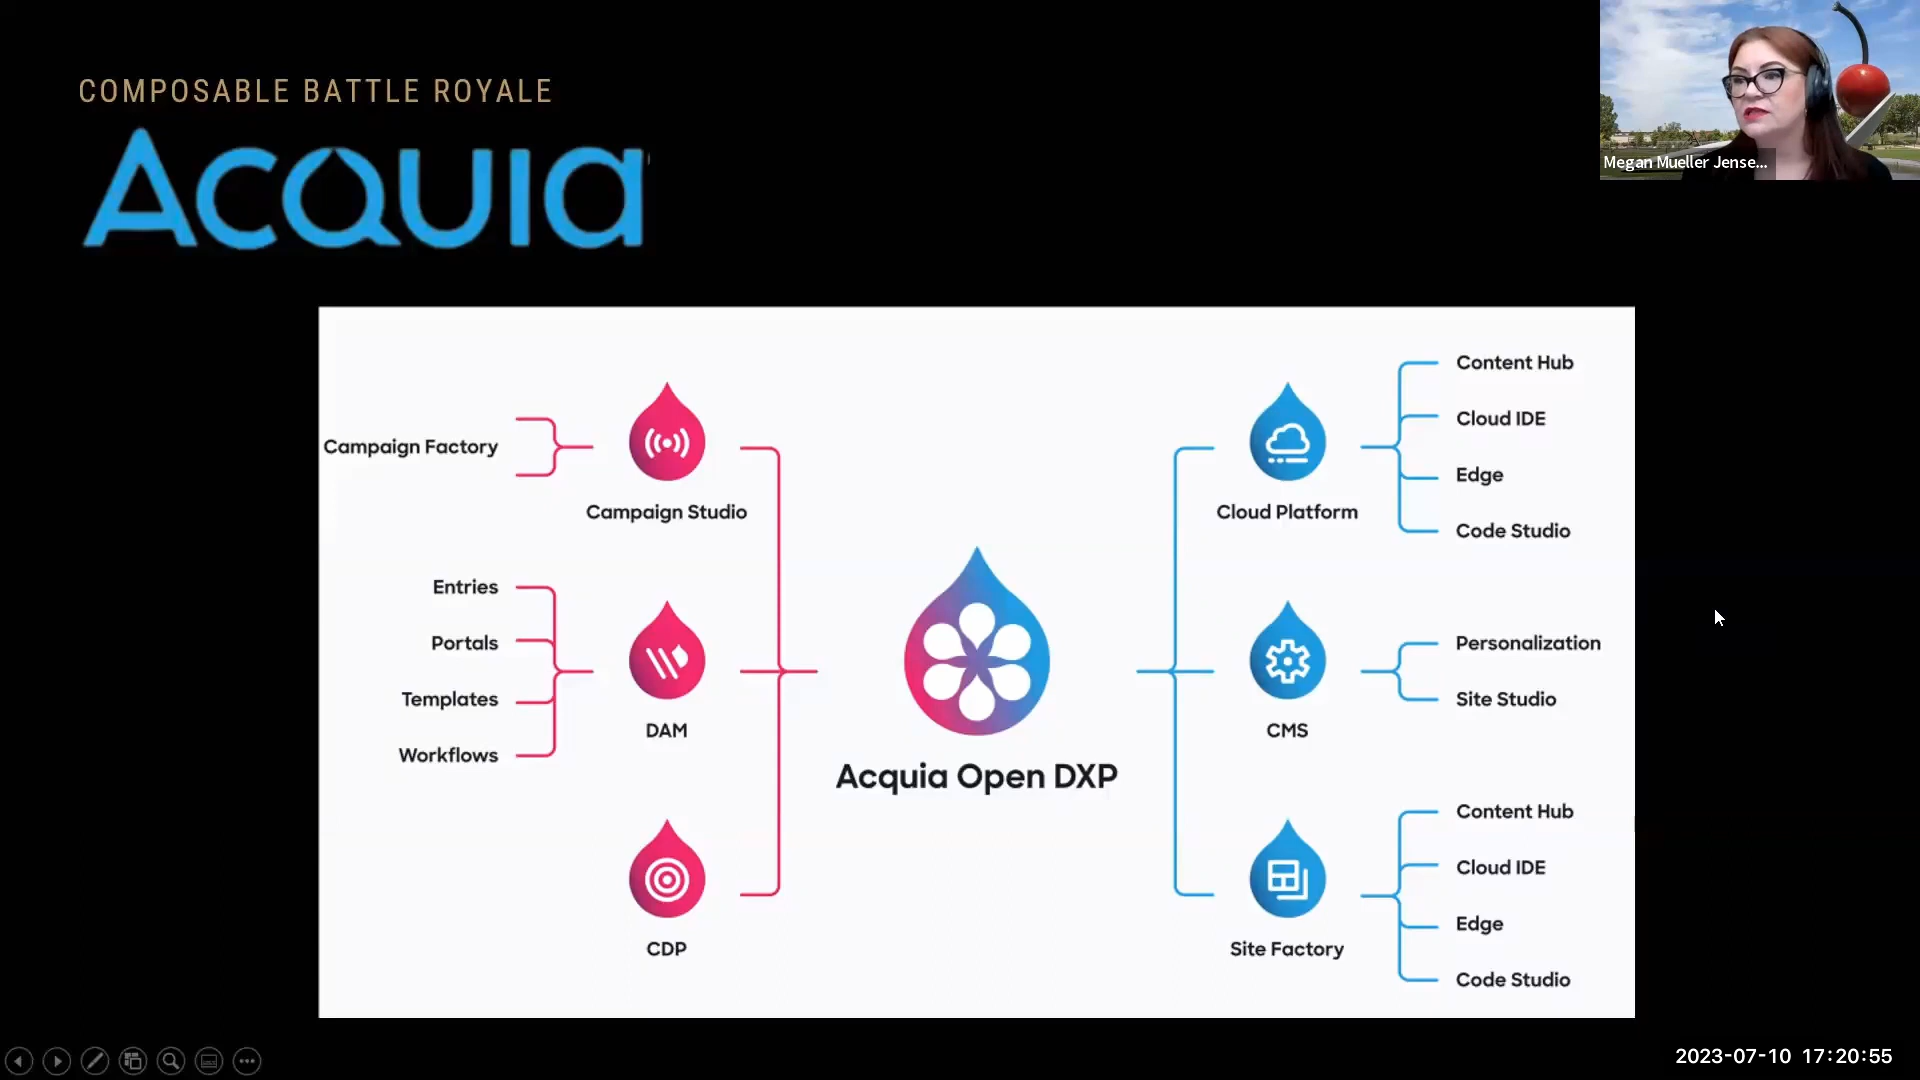 COMPOSABLE BATTLE ROYALE
ACQUIA
Megan Mueller Jense...
Campaign Factory
Campaign Studio
Entries
Portals
Templates
Workflows
DAM
CDP
Acquia Open DXP
Cloud Platform
Content Hub
Cloud IDE
Edge
Code Studio
CMS
Personalization
Site Studio
Site Factory
Content Hub
Cloud IDE
Edge
Code Studio
2023-07-10 17:20:55